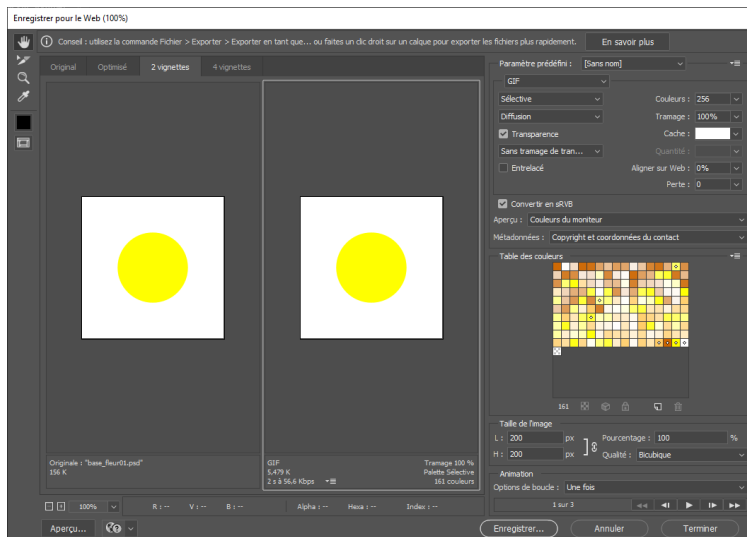 Enregistrer pour le Web (100%)
Conseil : utilisez la commande Fichier > Exporter > Exporter en tant que... ou faites un clic droit sur un calque pour exporter les fichiers plus rapidement.
En savoir plus
Original
Optimisé
2 vignettes
4 vignettes
Originale : "base_fleur01.psd"
156 K
GIF
5,479 K
2 s à 56,6 Kbps
Tramage 100 %
Palette Sélective
161 couleurs
Paramètre prédéfini : [Sans nom]
GIF
Sélective
Couleurs : 256
Diffusion
Tramage : 100%
Transparence
Cache :
Sans tramage de tran...
Quantité :
Entrelacé
Aligner sur Web : 0%
Perte : 0
Convertir en sRVB
Aperçu : Couleurs du moniteur
Métadonnées : Copyright et coordonnées du contact
Table des couleurs
161
Taille de l'image
L : 200 px
Pourcentage : 100 %
H : 200 px
Qualité : Bicubique
Animation
Options de boucle : Une fois
1 sur 3
100%
R : --
V : --
B : --
Alpha : --
Hexa : --
Index : --
Aperçu...
Enregistrer...
Annuler
Terminer